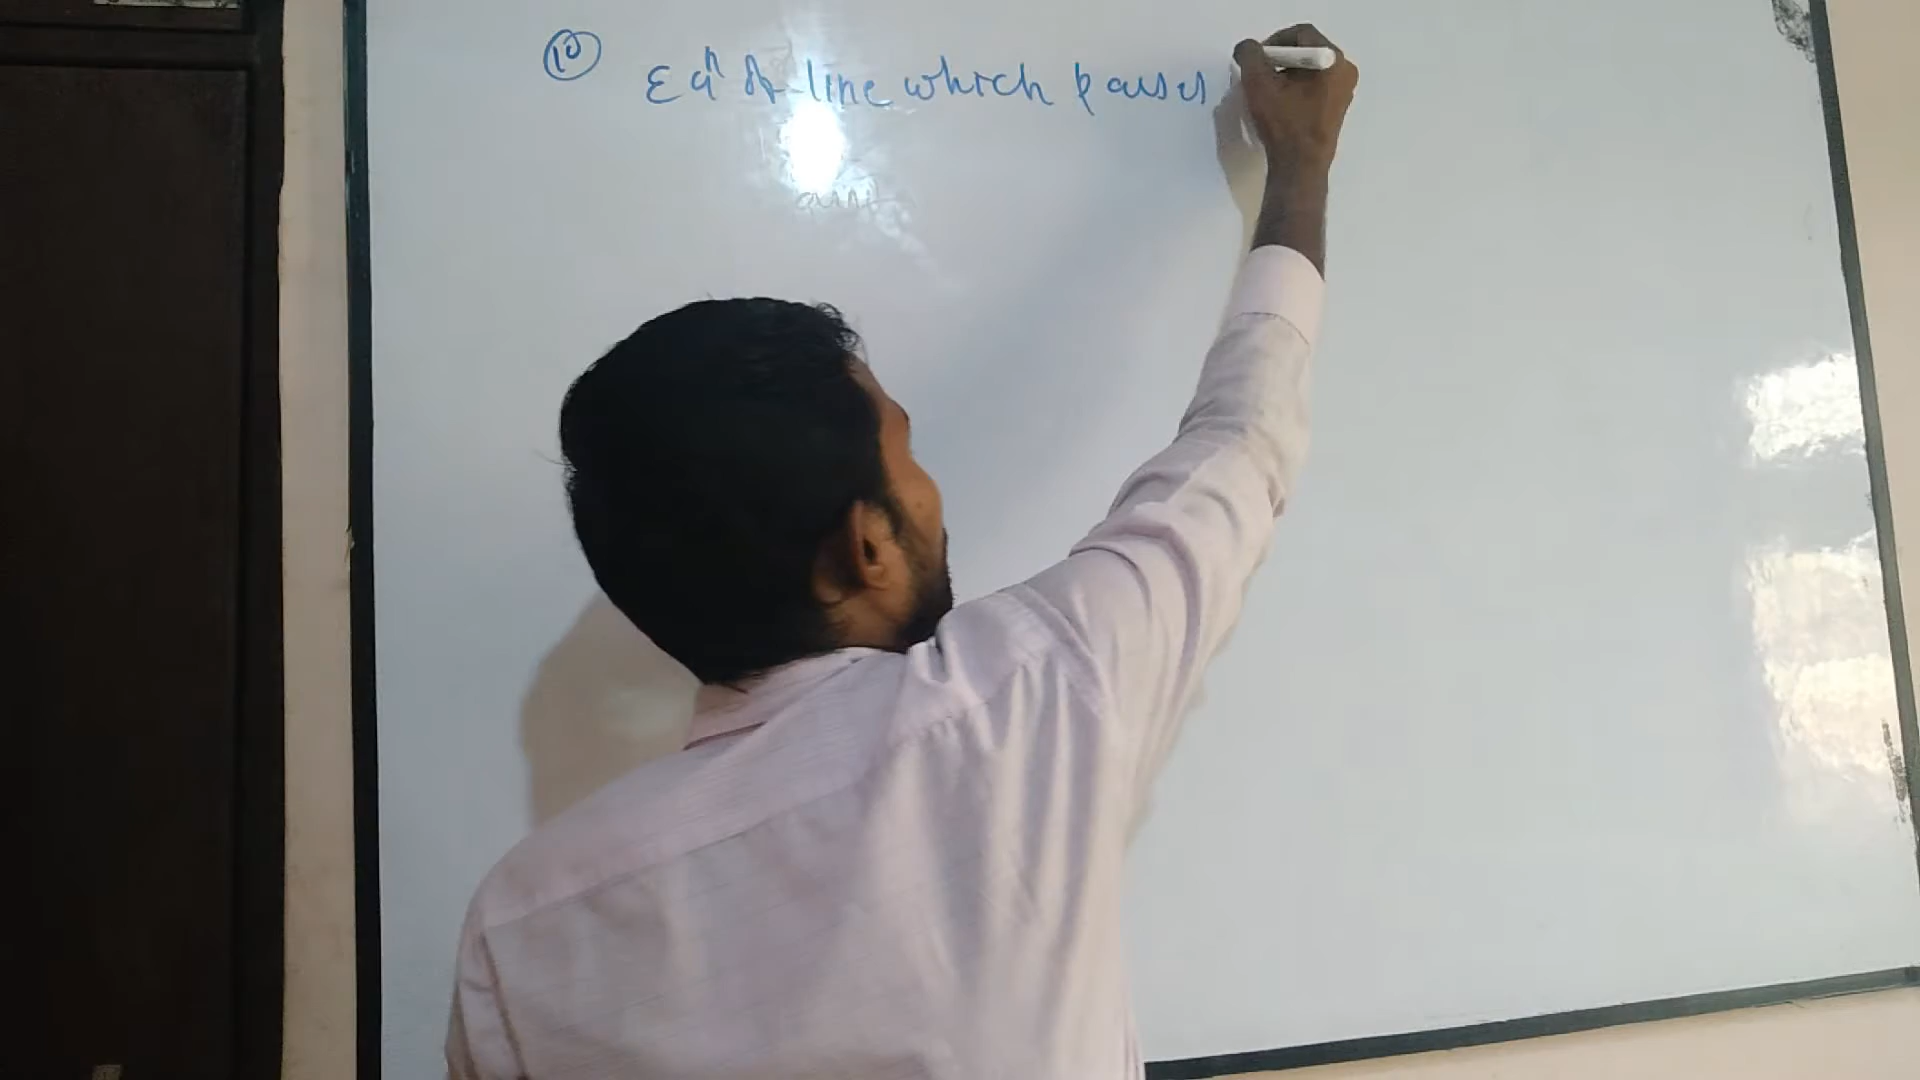 10 Eqn of line which passes